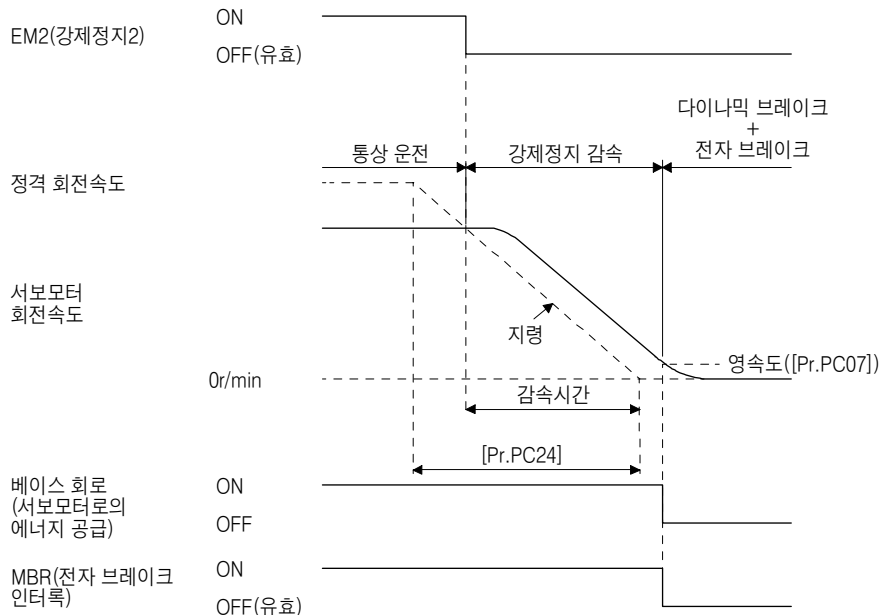 EM2(강제정지2)
ON
OFF(유효)
다이나믹 브레이크
+
전자 브레이크
통상 운전
강제정지 감속
정격 회전속도
서보모터
회전속도
지령
영속도([Pr.PC07])
0r/min
감속시간
[Pr.PC24]
베이스 회로
(서보모터로의
에너지 공급)
ON
OFF
MBR(전자 브레이크
인터록)
ON
OFF(유효)